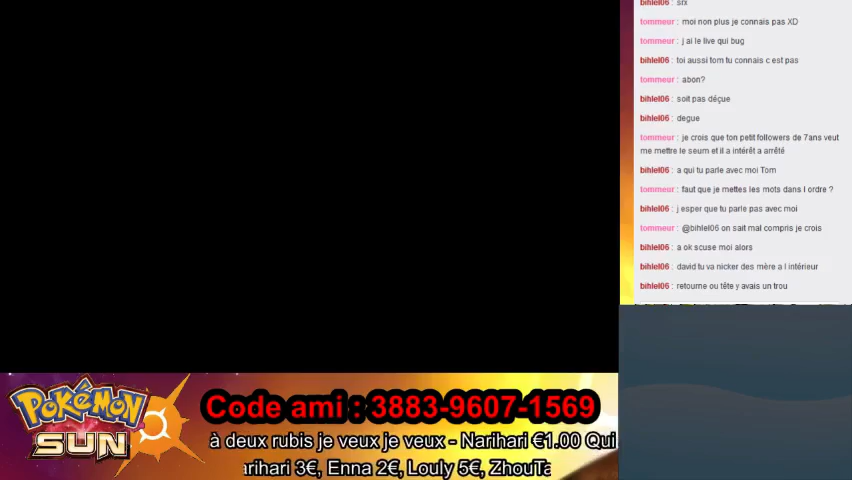 bihlel06 : srx
tommeur : moi non plus je connais pas XD
tommeur : j ai le live qui bug
bihlel06 : toi aussi tom tu connais c est pas
tommeur : abon?
bihlel06 : soit pas déçue
bihlel06 : degue
tommeur : je crois que ton petit followers de 7ans veut
me mettre le seum et il a intérêt a arrêté
bihlel06 : a qui tu parle avec moi Tom
tommeur : faut que je mettes les mots dans l ordre ?
bihlel06 : j esper que tu parle pas avec moi
tommeur : @bihlel06 on sait mal compris je crois
bihlel06 : a ok scuse moi alors
bihlel06 : david tu va nicker des mère a l intérieur
bihlel06 : retourne ou tête y avais un trou
POKÉMON
SUN
Code ami : 3883-9607-1569
à deux rubis je veux je veux - Narihari €1.00 Qui
arihari 3€, Enna 2€, Louly 5€, ZhouTa